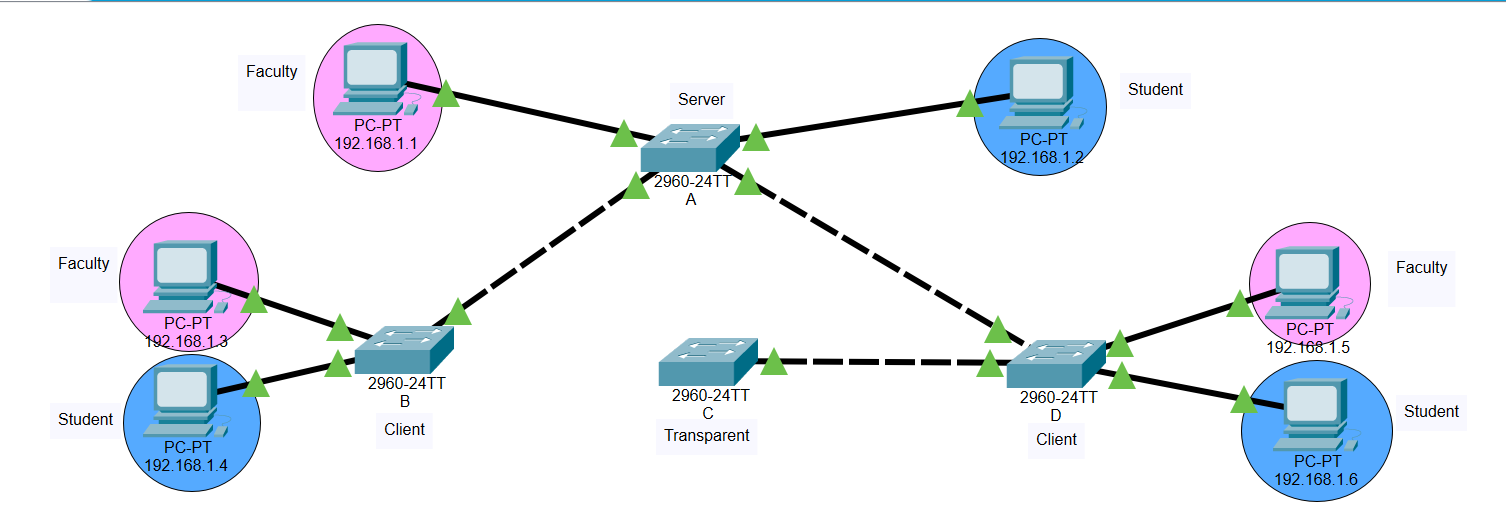 Faculty
PC-PT
192.168.1.1
Server
2960-24TT
A
Student
PC-PT
192.168.1.2
Faculty
PC-PT
192.168.1.3
Student
PC-PT
192.168.1.4
2960-24TT
B
Client
2960-24TT
C
Transparent
2960-24TT
D
Client
Faculty
PC-PT
192.168.1.5
Student
PC-PT
192.168.1.6